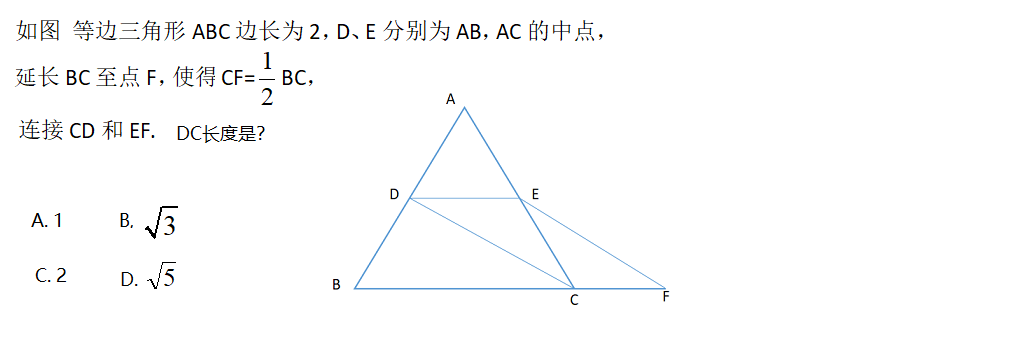 如图 等边三角形 ABC 边长为 2，D、E 分别为 AB，AC 的中点，
延长 BC 至点 F，使得 CF=1/2 BC，
连接 CD 和 EF. DC长度是?
A. 1 B, √3
C. 2 D. √5
A
D E
B C F